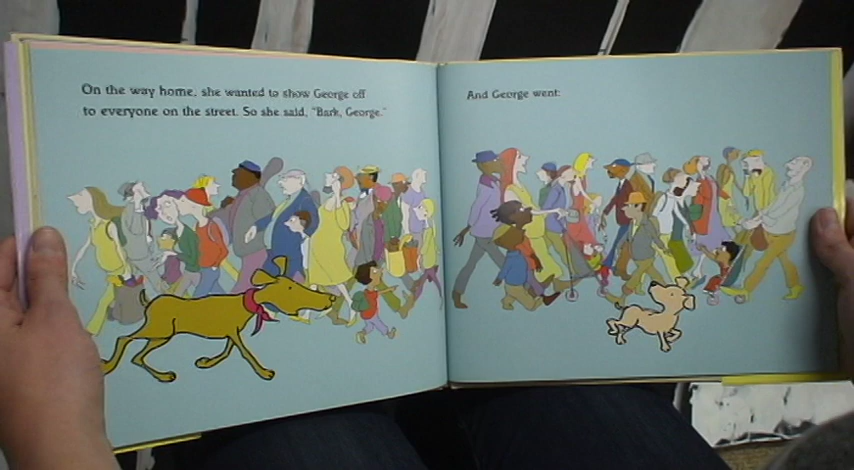 On the way home, she wanted to show George off
to everyone on the street. So she said, "Bark, George."
And George went: